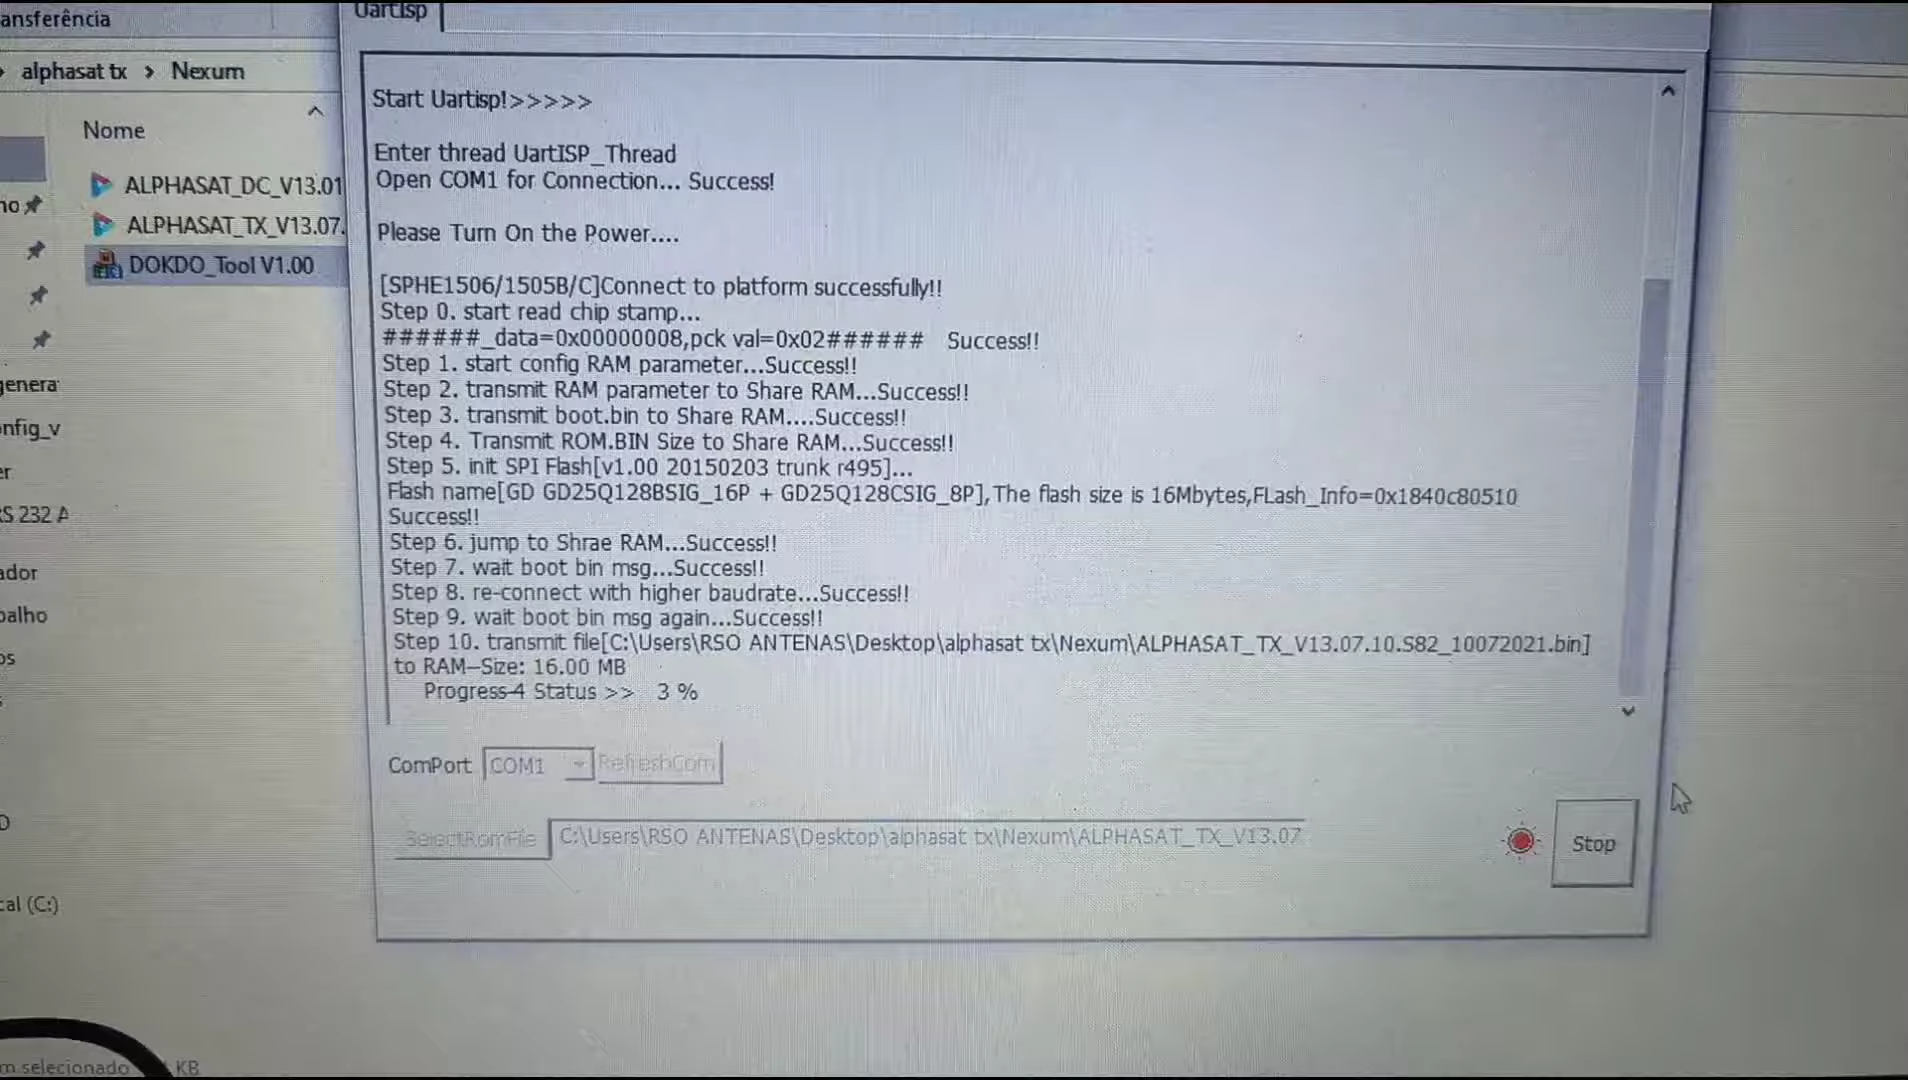 ansferência
UartIsp
alphasat tx > Nexum
Nome
ALPHASAT_DC_V13.01
ALPHASAT_TX_V13.07.
DOKDO_Tool V1.00
genera
onfig_v
er
RS 232 A
ador
balho
os
cal (C:)
m selecionado
KB
Start Uartisp!>>>>>
Enter thread UartISP_Thread
Open COM1 for Connection... Success!
Please Turn On the Power....
[SPHE1506/1505B/C]Connect to platform successfully!!
Step 0. start read chip stamp...
######_data=0x00000008,pck val=0x02###### Success!!
Step 1. start config RAM parameter...Success!!
Step 2. transmit RAM parameter to Share RAM...Success!!
Step 3. transmit boot.bin to Share RAM....Success!!
Step 4. Transmit ROM.BIN Size to Share RAM...Success!!
Step 5. init SPI Flash[v1.00 20150203 trunk r495]...
Flash name[GD GD25Q128BSIG_16P + GD25Q128CSIG_8P],The flash size is 16Mbytes,FLash_Info=0x1840c80510
Success!!
Step 6. jump to Shrae RAM...Success!!
Step 7. wait boot bin msg...Success!!
Step 8. re-connect with higher baudrate...Success!!
Step 9. wait boot bin msg again...Success!!
Step 10. transmit file[C:\Users\RSO ANTENAS\Desktop\alphasat tx\Nexum\ALPHASAT_TX_V13.07.10.S82_10072021.bin]
to RAM--Size: 16.00 MB
Progress-4 Status >> 3 %
ComPort COM1 RefreshCom
SelectRomFile C:\Users\RSO ANTENAS\Desktop\alphasat tx\Nexum\ALPHASAT_TX_V13.07
Stop